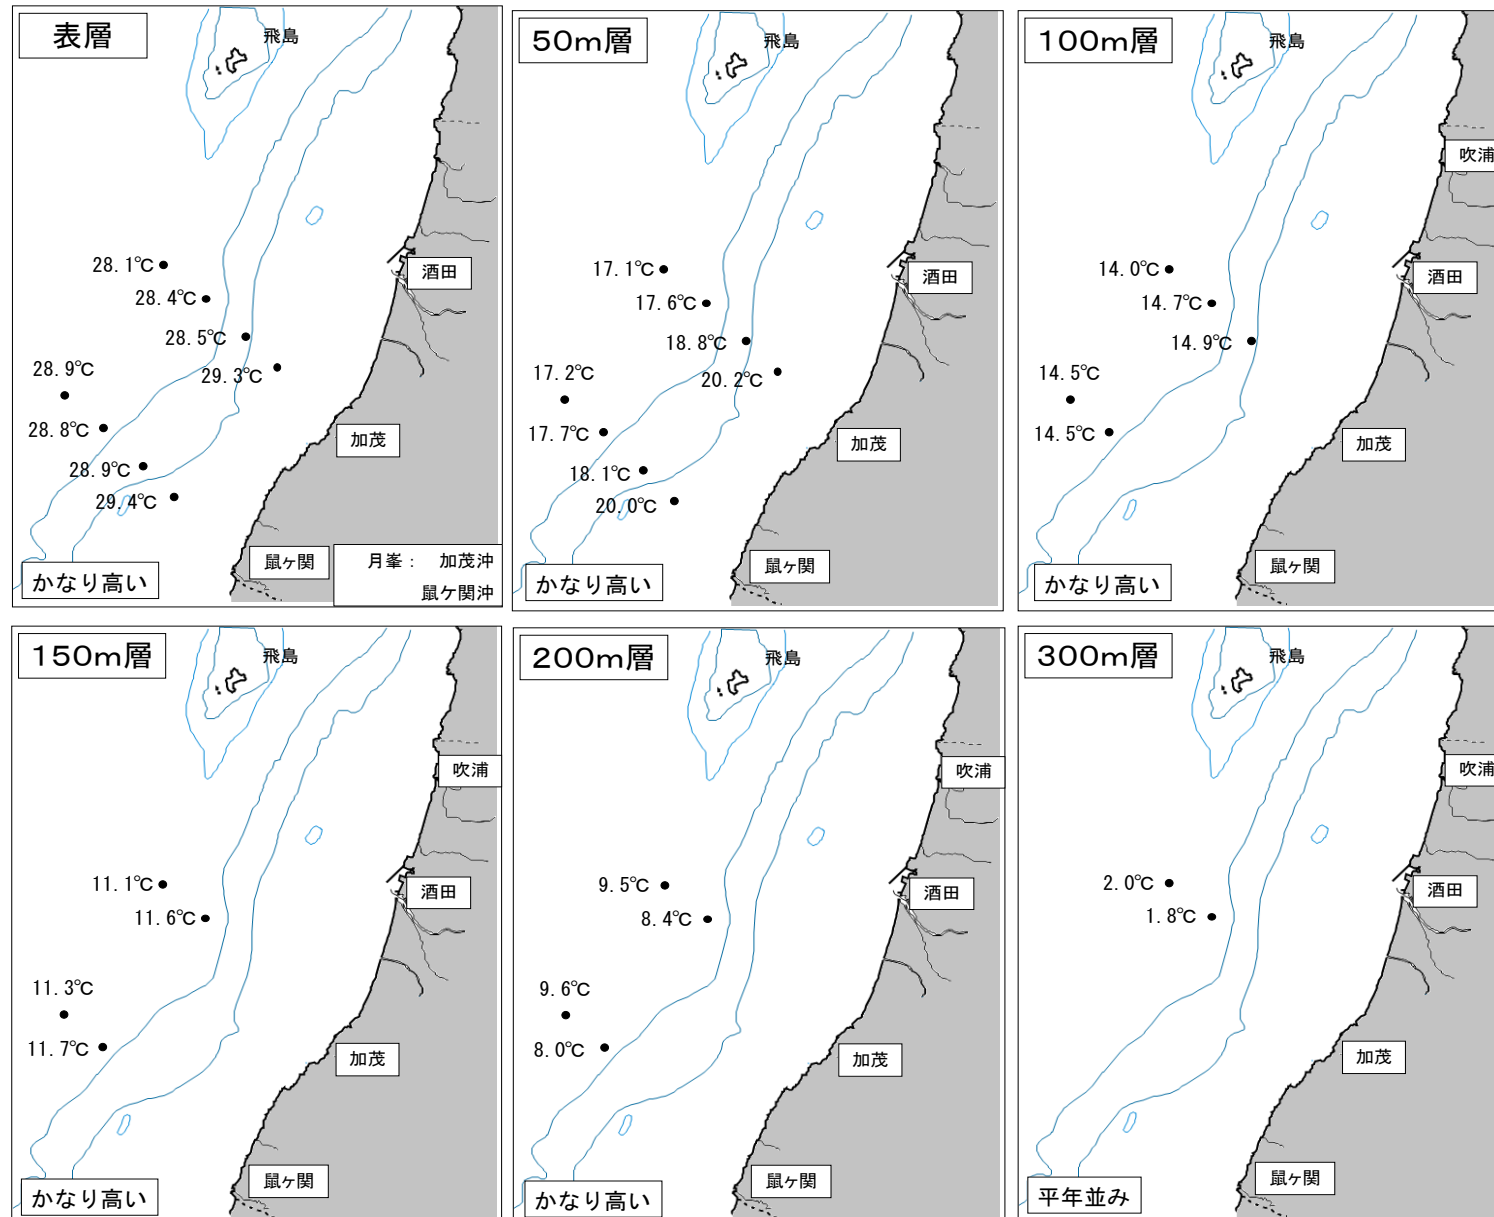 表層
飛島
28.1℃
28.4℃
酒田
28.5℃
28.9℃
29.3℃
28.8℃
加茂
28.9℃
29.4℃
鼠ヶ関
月峯： 加茂沖
鼠ケ関沖
かなり高い
50m層
飛島
17.1℃
酒田
17.6℃
18.8℃
17.2℃
20.2℃
17.7℃
加茂
18.1℃
20.0℃
鼠ヶ関
かなり高い
100m層
飛島
吹浦
14.0℃
酒田
14.7℃
14.9℃
14.5℃
14.5℃
加茂
鼠ヶ関
かなり高い
150m層
飛島
吹浦
11.1℃
酒田
11.6℃
11.3℃
11.7℃
加茂
鼠ヶ関
かなり高い
200m層
飛島
吹浦
9.5℃
酒田
8.4℃
9.6℃
8.0℃
加茂
鼠ヶ関
かなり高い
300m層
飛島
吹浦
2.0℃
酒田
1.8℃
加茂
鼠ヶ関
平年並み